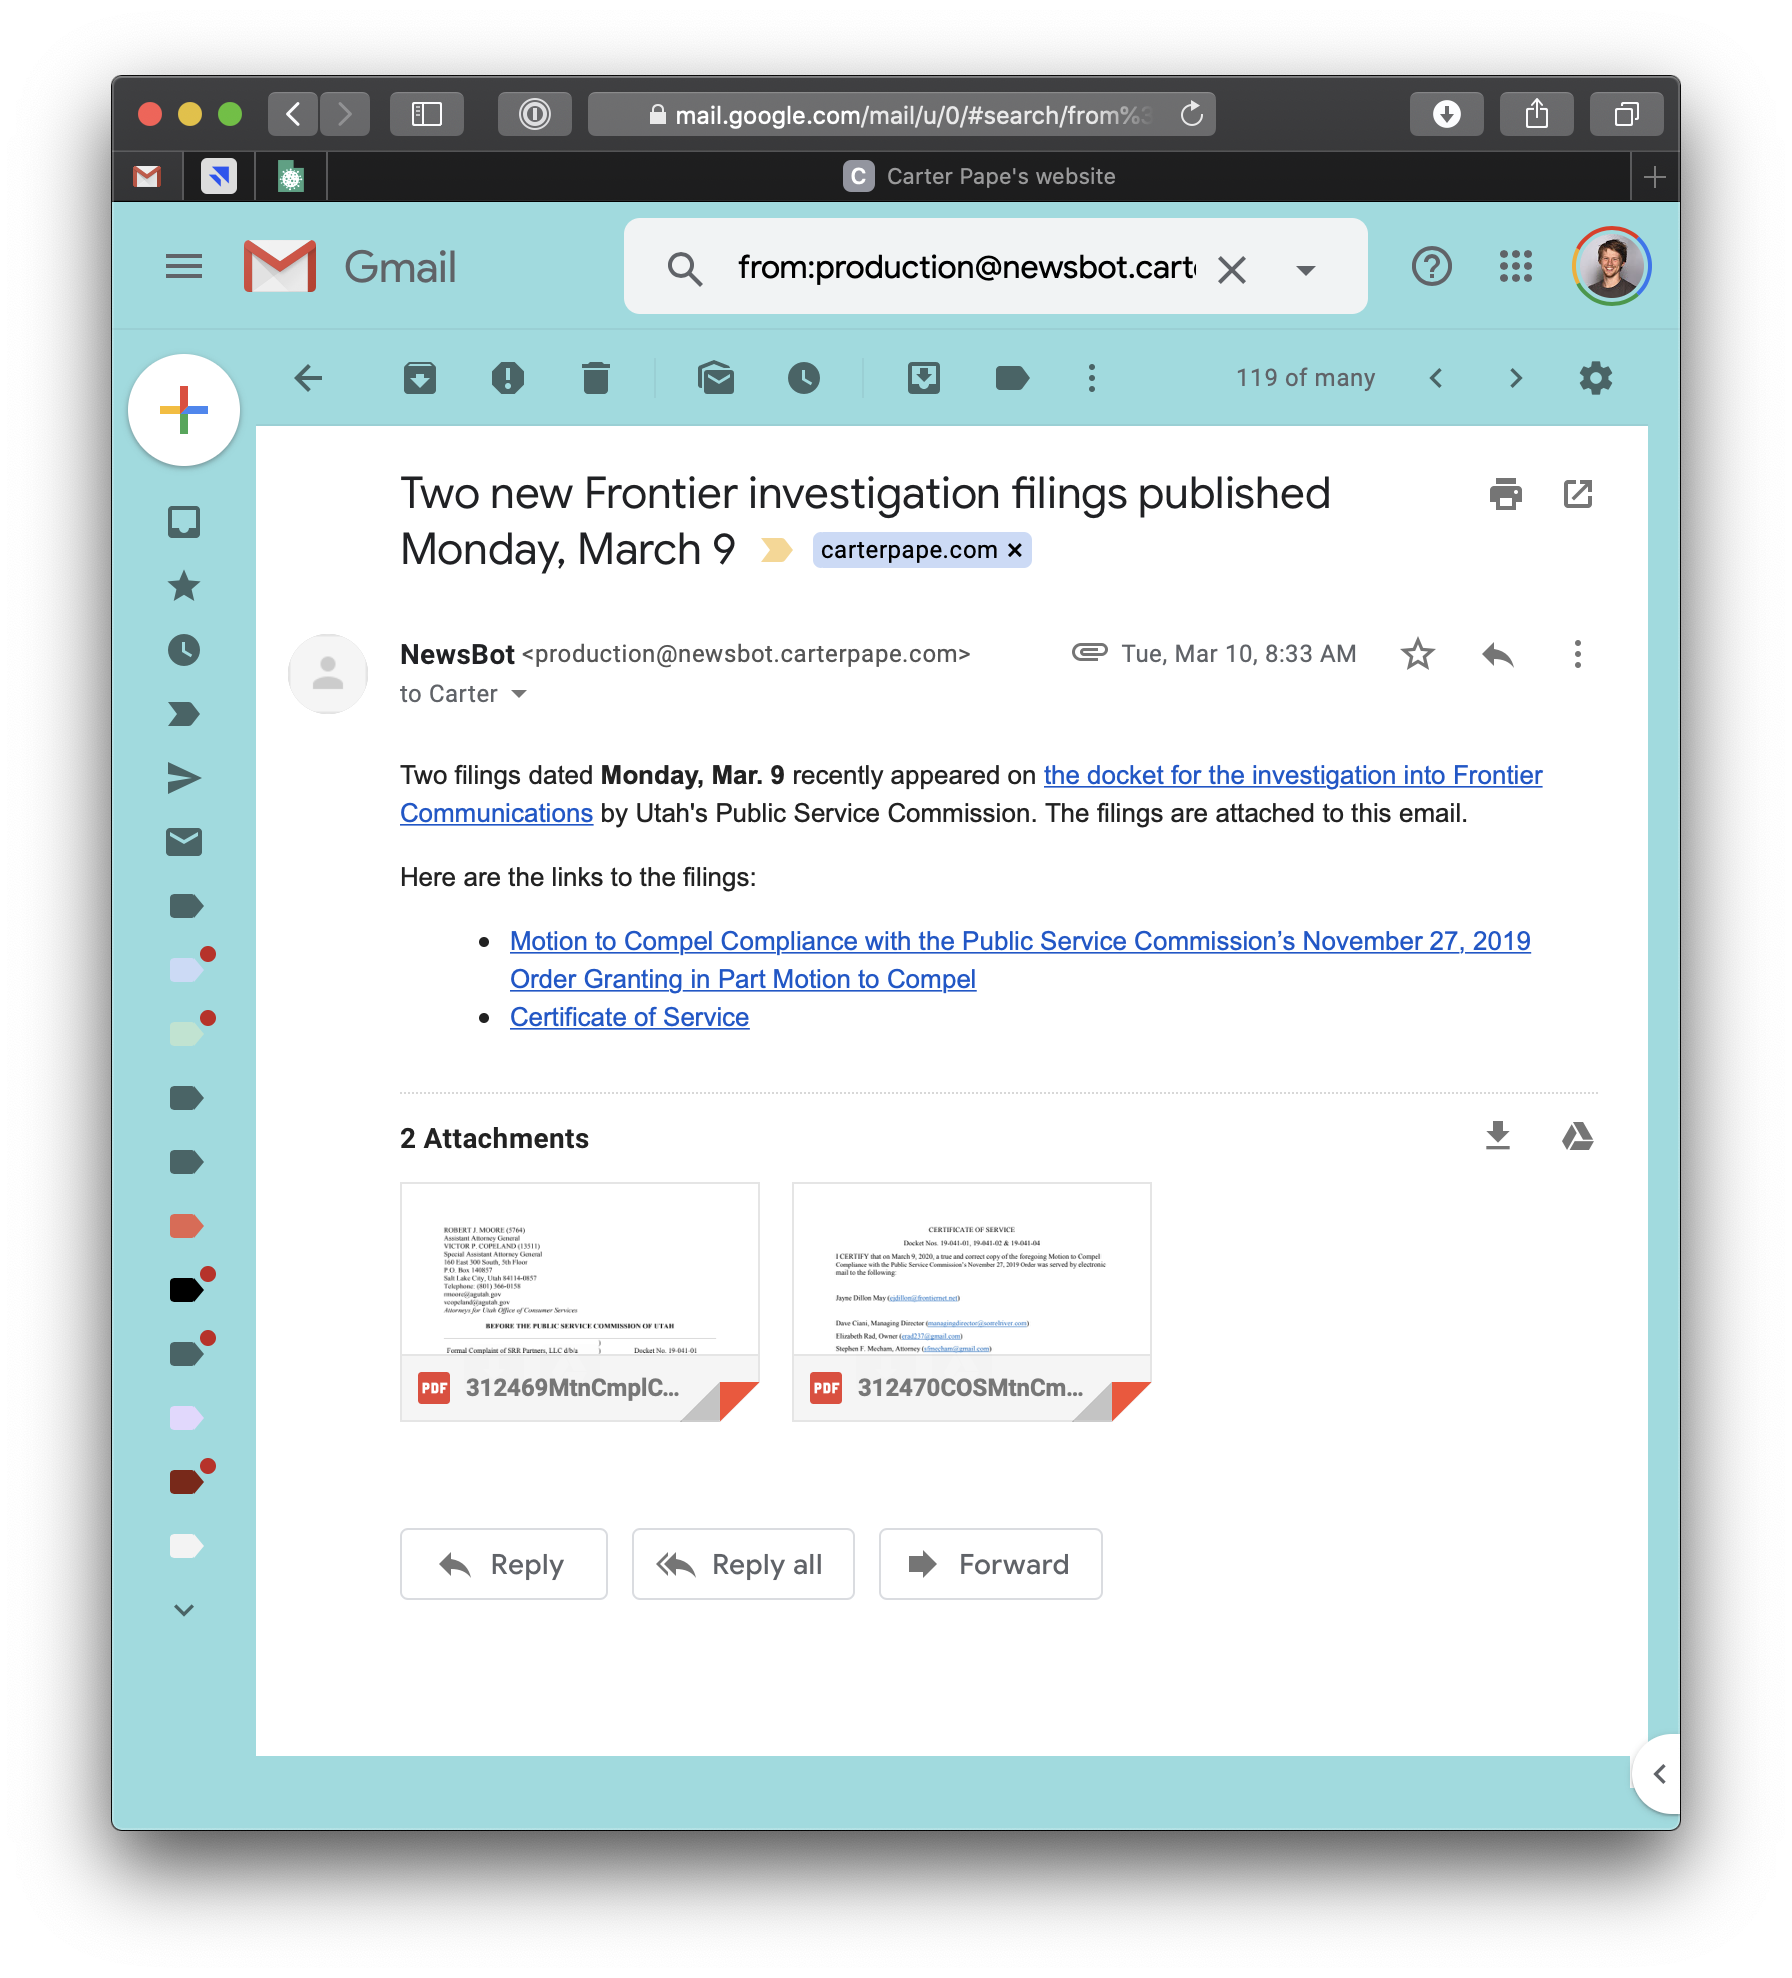 mail.google.com/mail/u/0/#search/from%3
C Carter Pape's website
Gmail
from:production@newsbot.cart
119 of many
Two new Frontier investigation filings published
Monday, March 9 carterpape.com ×
NewsBot <production@newsbot.carterpape.com> Tue, Mar 10, 8:33 AM
to Carter
Two filings dated Monday, Mar. 9 recently appeared on the docket for the investigation into Frontier
Communications by Utah's Public Service Commission. The filings are attached to this email.
Here are the links to the filings:
• Motion to Compel Compliance with the Public Service Commission’s November 27, 2019
Order Granting in Part Motion to Compel
• Certificate of Service
2 Attachments
ROBERT J. MOORE (5764)
Assistant Attorney General
VICTOR P. COPELAND (13511)
Special Assistant Attorney General
160 East 300 South, 5th Floor
P.O. Box 140857
Salt Lake City, Utah 84114-0857
Telephone: (801) 366-0158
rmoore@agutah.gov
vcopeland@agutah.gov
Attorneys for Utah Office of Consumer Services
BEFORE THE PUBLIC SERVICE COMMISSION OF UTAH
Formal Complaint of SRR Partners, LLC d/b/a ) Docket No. 19-041-01
PDF 312469MtnCmplC...
CERTIFICATE OF SERVICE
Docket Nos. 19-041-01, 19-041-02 & 19-041-04
I CERTIFY that on March 9, 2020, a true and correct copy of the foregoing Motion to Compel
Compliance with the Public Service Commission's November 27, 2019 Order was served by electronic
mail to the following:
Jayne Dillon May (ejdillon@frontiernet.net)
Dave Ciani, Managing Director (managingdirector@sorrelriver.com)
Elizabeth Rad, Owner (erad237@gmail.com)
Stephen F. Mecham, Attorney (sfmecham@gmail.com)
PDF 312470COSMtnCm...
Reply
Reply all
Forward